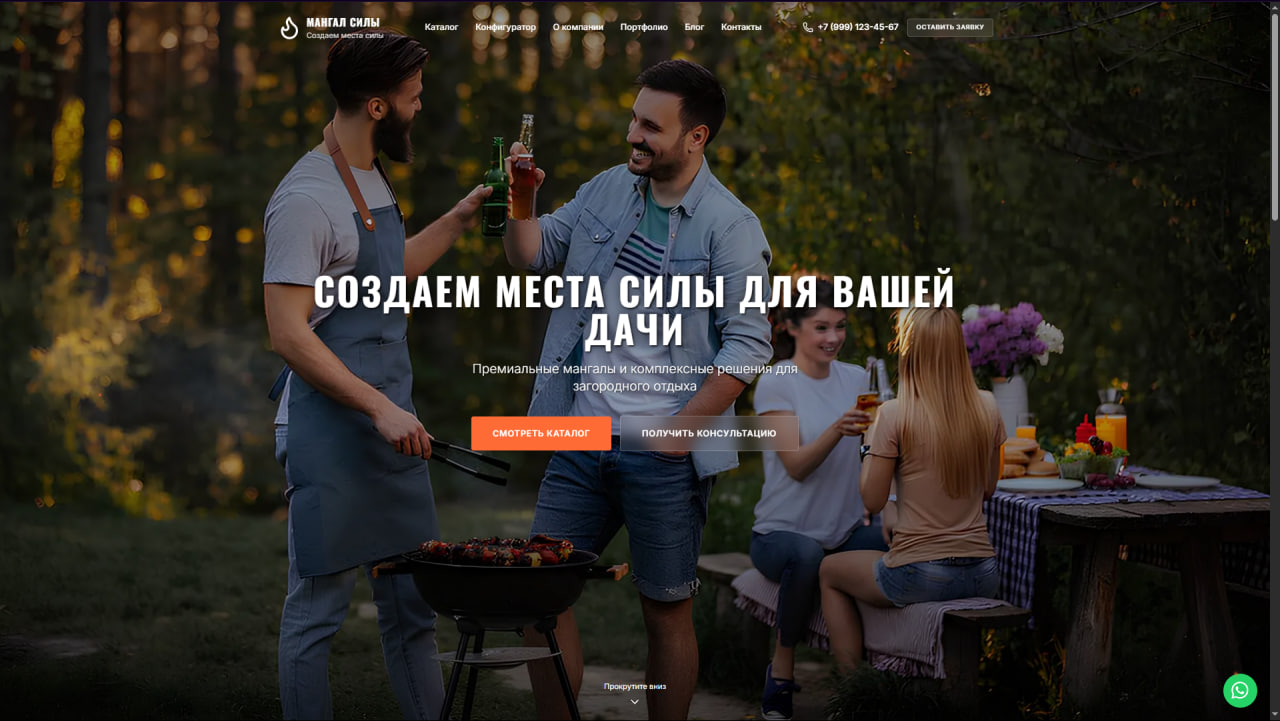 МАНГАЛ СИЛЫ
Создаем места силы
Каталог
Конфигуратор
О компании
Портфолио
Блог
Контакты
+7 (999) 123-45-67
ОСТАВИТЬ ЗАЯВКУ
СОЗДАЕМ МЕСТА СИЛЫ ДЛЯ ВАШЕЙ
ДАЧИ
Премиальные мангалы и комплексные решения для
загородного отдыха
СМОТРЕТЬ КАТАЛОГ
ПОЛУЧИТЬ КОНСУЛЬТАЦИЮ
Прокрутите вниз